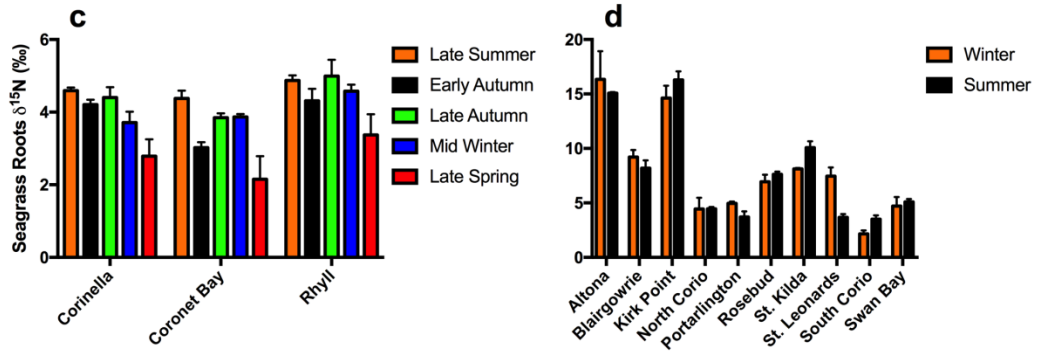 c
Seagrass Roots δ¹⁵N (‰)
6
4
2
0
Corinella
Coronet Bay
Rhyll
Late Summer
Early Autumn
Late Autumn
Mid Winter
Late Spring
d
20
15
10
5
0
Altona
Blairgowrie
Kirk Point
North Corio
Portarlington
Rosebud
St. Kilda
St. Leonards
South Corio
Swan Bay
Winter
Summer